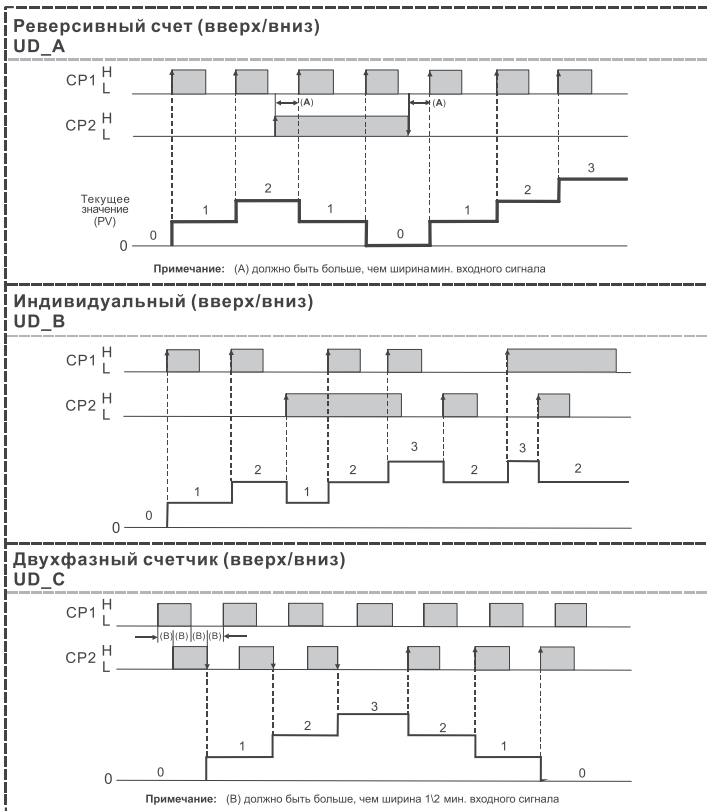 Реверсивный счет (вверх/вниз)
UD_A
CP1 H
L
(A) (A)
CP2 H
L
Текущее
значение
(PV)
0 0 1 2 1 0 1 2 3
Примечание: (A) должно быть больше, чем ширинамин. входного сигнала
Индивидуальный (вверх/вниз)
UD_B
CP1 H
L
CP2 H
L
0 0 1 2 1 2 3 2 3 2
Двухфазный счетчик (вверх/вниз)
UD_C
CP1 H
L
(B) (B) (B) (B)
CP2 H
L
0 0 1 2 3 2 1 0
Примечание: (B) должно быть больше, чем ширина 1\2 мин. входного сигнала